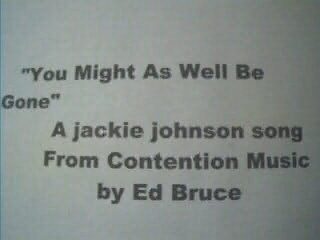 "You Might As Well Be
Gone"
A jackie johnson song
From Contention Music
by Ed Bruce